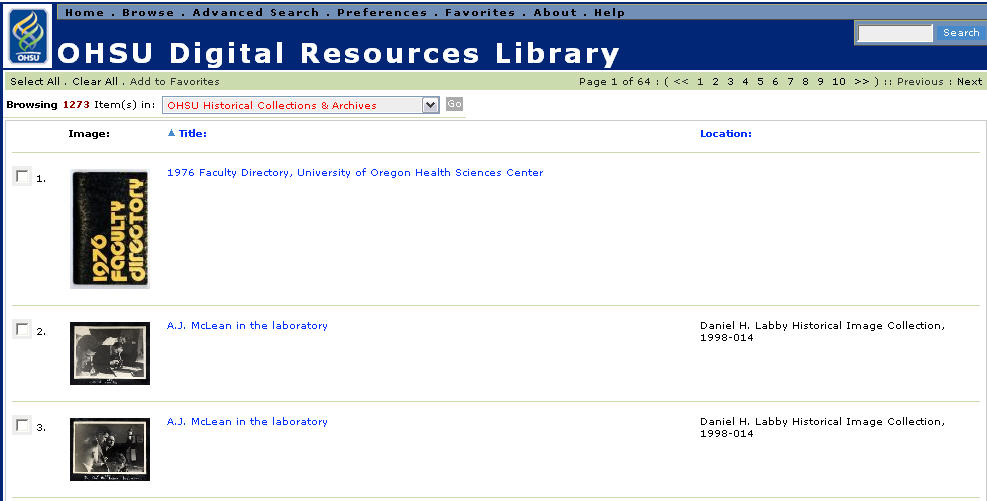 Home . Browse . Advanced Search . Preferences . Favorites . About . Help
OHSU
OHSU Digital Resources Library
Search
Select All . Clear All . Add to Favorites
Page 1 of 64 : ( << 1 2 3 4 5 6 7 8 9 10 >> ) :: Previous : Next
Browsing 1273 Item(s) in: OHSU Historical Collections & Archives Go
Image: Title: Location:
1. 1976 Faculty Directory, University of Oregon Health Sciences Center
1976
FACULTY
DIRECTORY
2. A.J. McLean in the laboratory
Daniel H. Labby Historical Image Collection,
1998-014
3. A.J. McLean in the laboratory
Daniel H. Labby Historical Image Collection,
1998-014